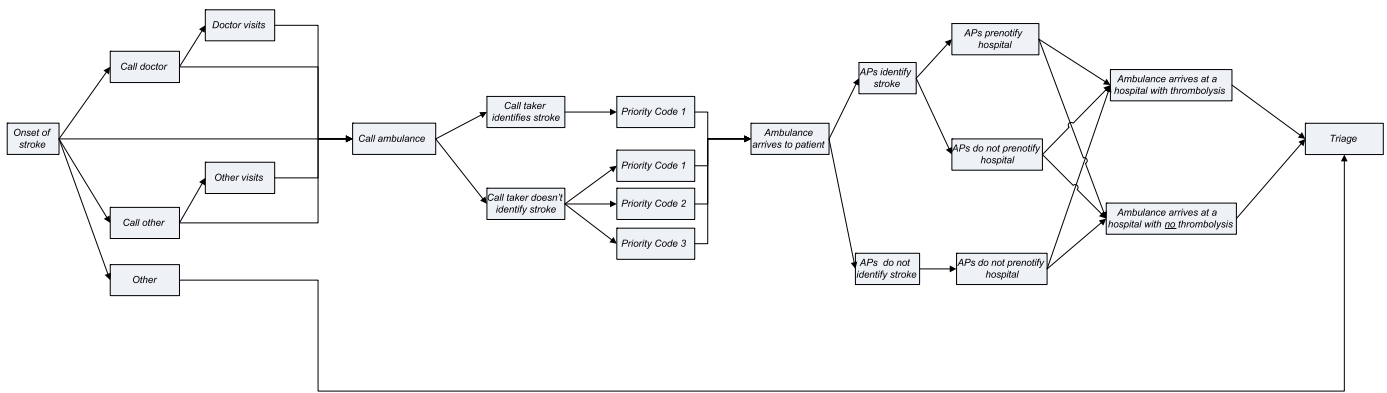 Onset of
stroke
Call doctor
Doctor visits
Call other
Other visits
Other
Call ambulance
Call taker
identifies stroke
Call taker doesn't
identify stroke
Priority Code 1
Priority Code 1
Priority Code 2
Priority Code 3
Ambulance
arrives to patient
APs identify
stroke
APs do not
identify stroke
APs prenotify
hospital
APs do not prenotify
hospital
APs do not prenotify
hospital
Ambulance arrives at a
hospital with thrombolysis
Ambulance arrives at a
hospital with no thrombolysis
Triage